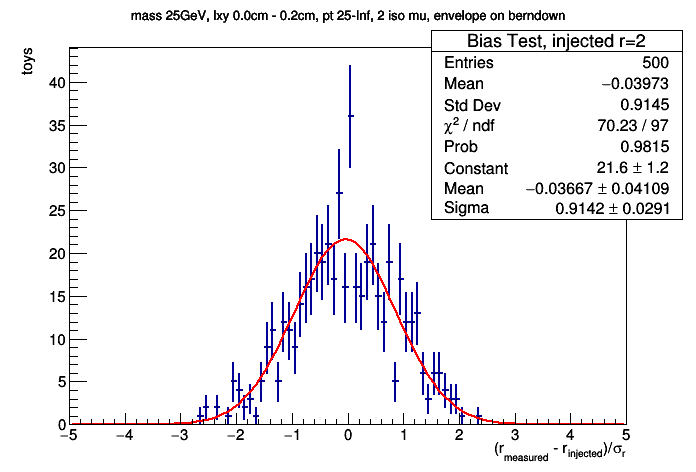 mass 25GeV, lxy 0.0cm - 0.2cm, pt 25-Inf, 2 iso mu, envelope on berndown
toys
Bias Test, injected r=2
Entries 500
Mean −0.03973
Std Dev 0.9145
χ² / ndf 70.23 / 97
Prob 0.9815
Constant 21.6 ± 1.2
Mean −0.03667 ± 0.04109
Sigma 0.9142 ± 0.0291
40
35
30
25
20
15
10
5
0
−5 −4 −3 −2 −1 0 1 2 3 4 5
(r_measured - r_injected)/σ_r